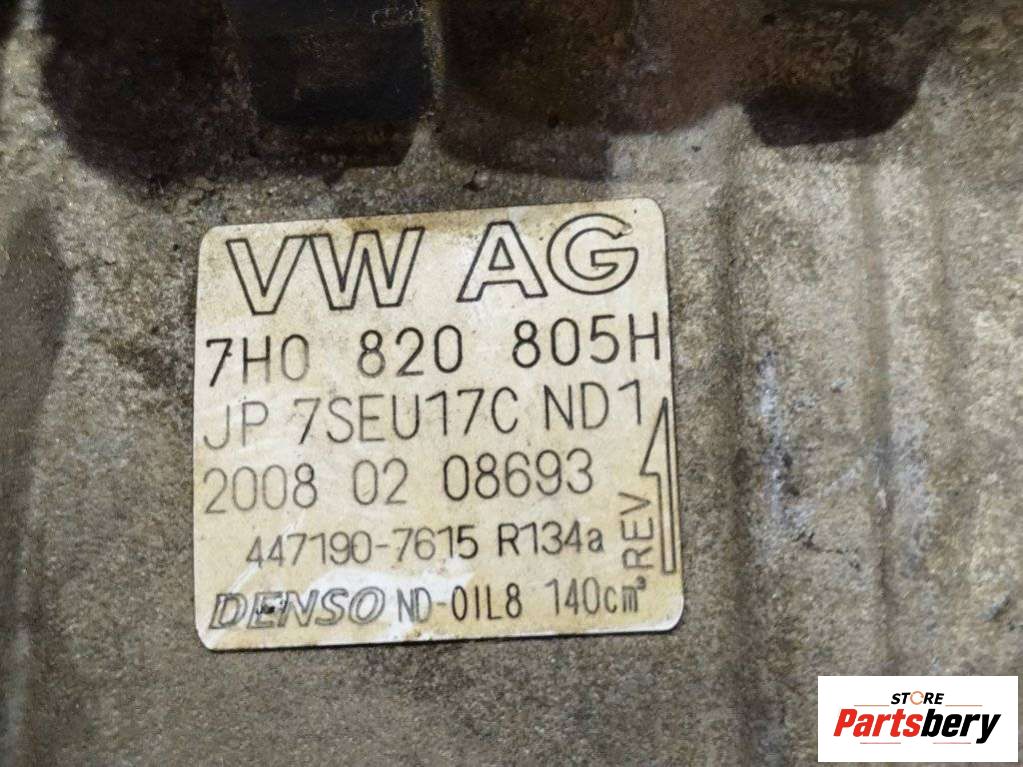 VW AG
7H0 820 805H
JP 7SEU17C ND1
2008 02 08693
447190-7615 R134a
REV
DENSO ND-OIL8 140cm³
STORE
Partsbery